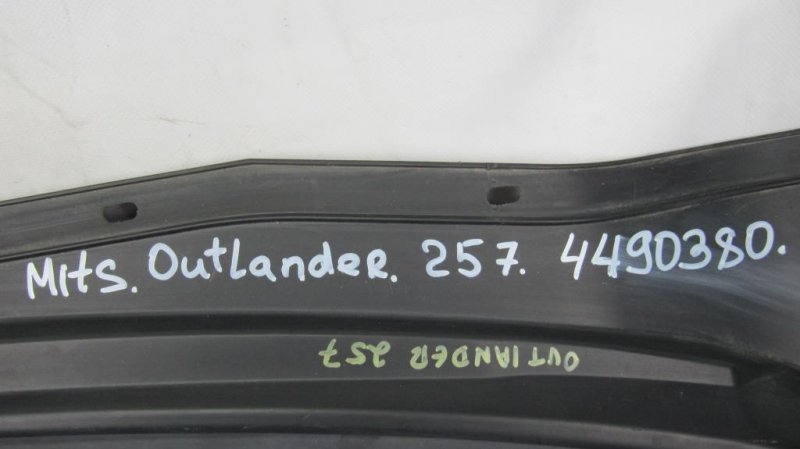 Mits. Outlander. 257. 4490380.
OUTLANDER 257